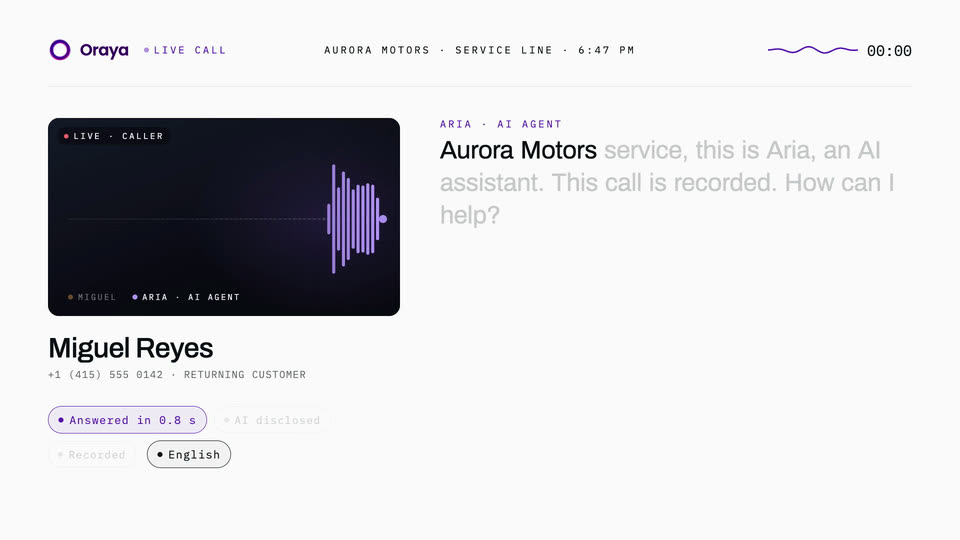 Oraya
LIVE CALL
AURORA MOTORS · SERVICE LINE · 6:47 PM
00:00
LIVE · CALLER
MIGUEL
ARIA · AI AGENT
Miguel Reyes
+1 (415) 555 0142 · RETURNING CUSTOMER
Answered in 0.8 s
AI disclosed
Recorded
English
ARIA · AI AGENT
Aurora Motors service, this is Aria, an AI
assistant. This call is recorded. How can I
help?